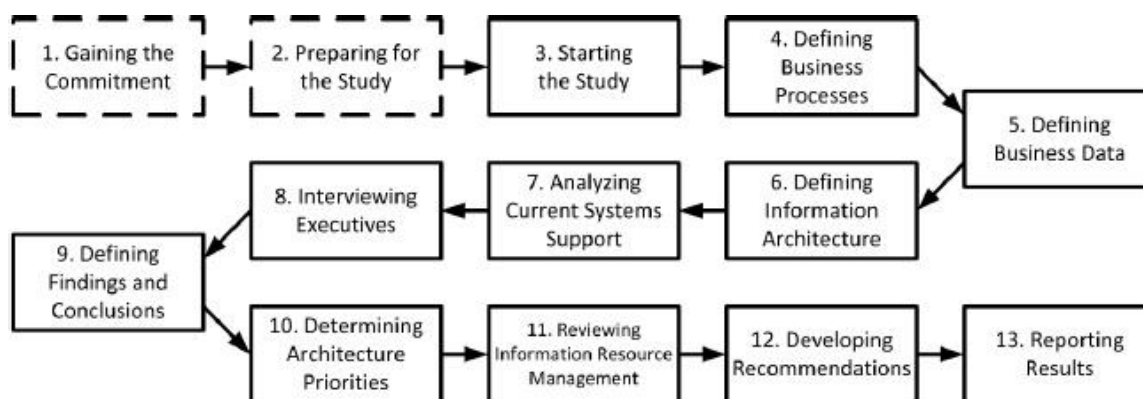 1. Gaining the
Commitment
2. Preparing for
the Study
3. Starting
the Study
4. Defining
Business
Processes
5. Defining
Business Data
6. Defining
Information
Architecture
7. Analyzing
Current Systems
Support
8. Interviewing
Executives
9. Defining
Findings and
Conclusions
10. Determining
Architecture
Priorities
11. Reviewing
Information Resource
Management
12. Developing
Recommendations
13. Reporting
Results